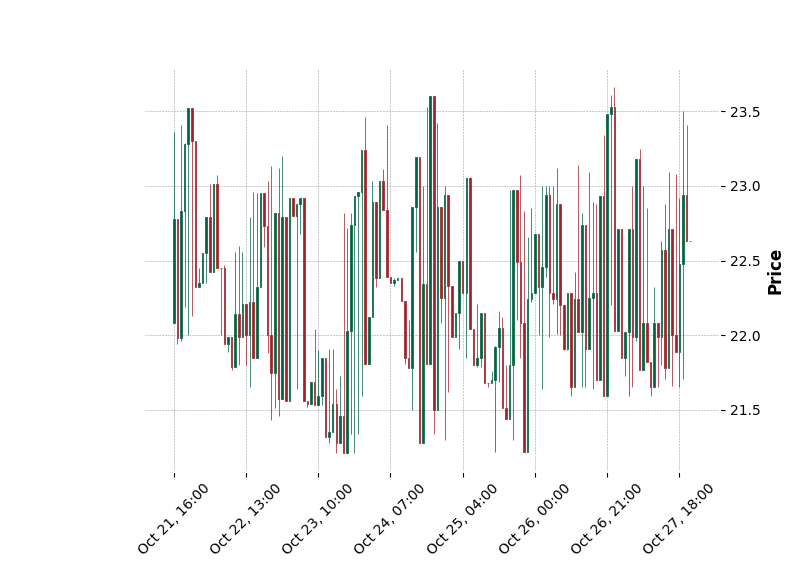 23.5
23.0
22.5
22.0
21.5
Price
Oct 21, 16:00
Oct 22, 13:00
Oct 23, 10:00
Oct 24, 07:00
Oct 25, 04:00
Oct 26, 00:00
Oct 26, 21:00
Oct 27, 18:00